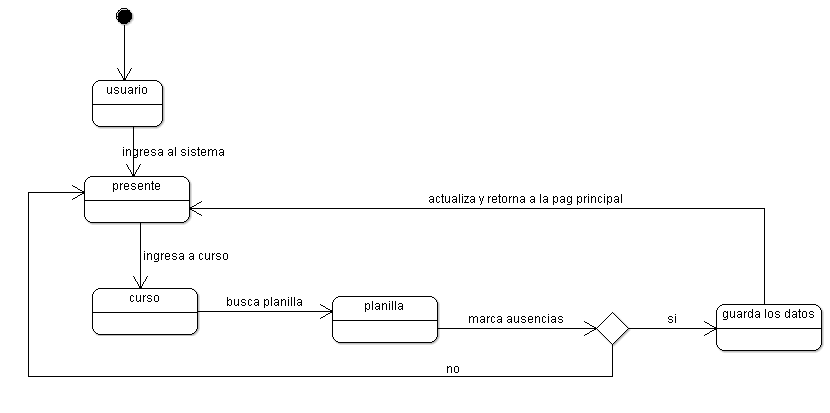 usuario
ingresa al sistema
presente
actualiza y retorna a la pag principal
ingresa a curso
curso
busca planilla
planilla
marca ausencias
si
guarda los datos
no